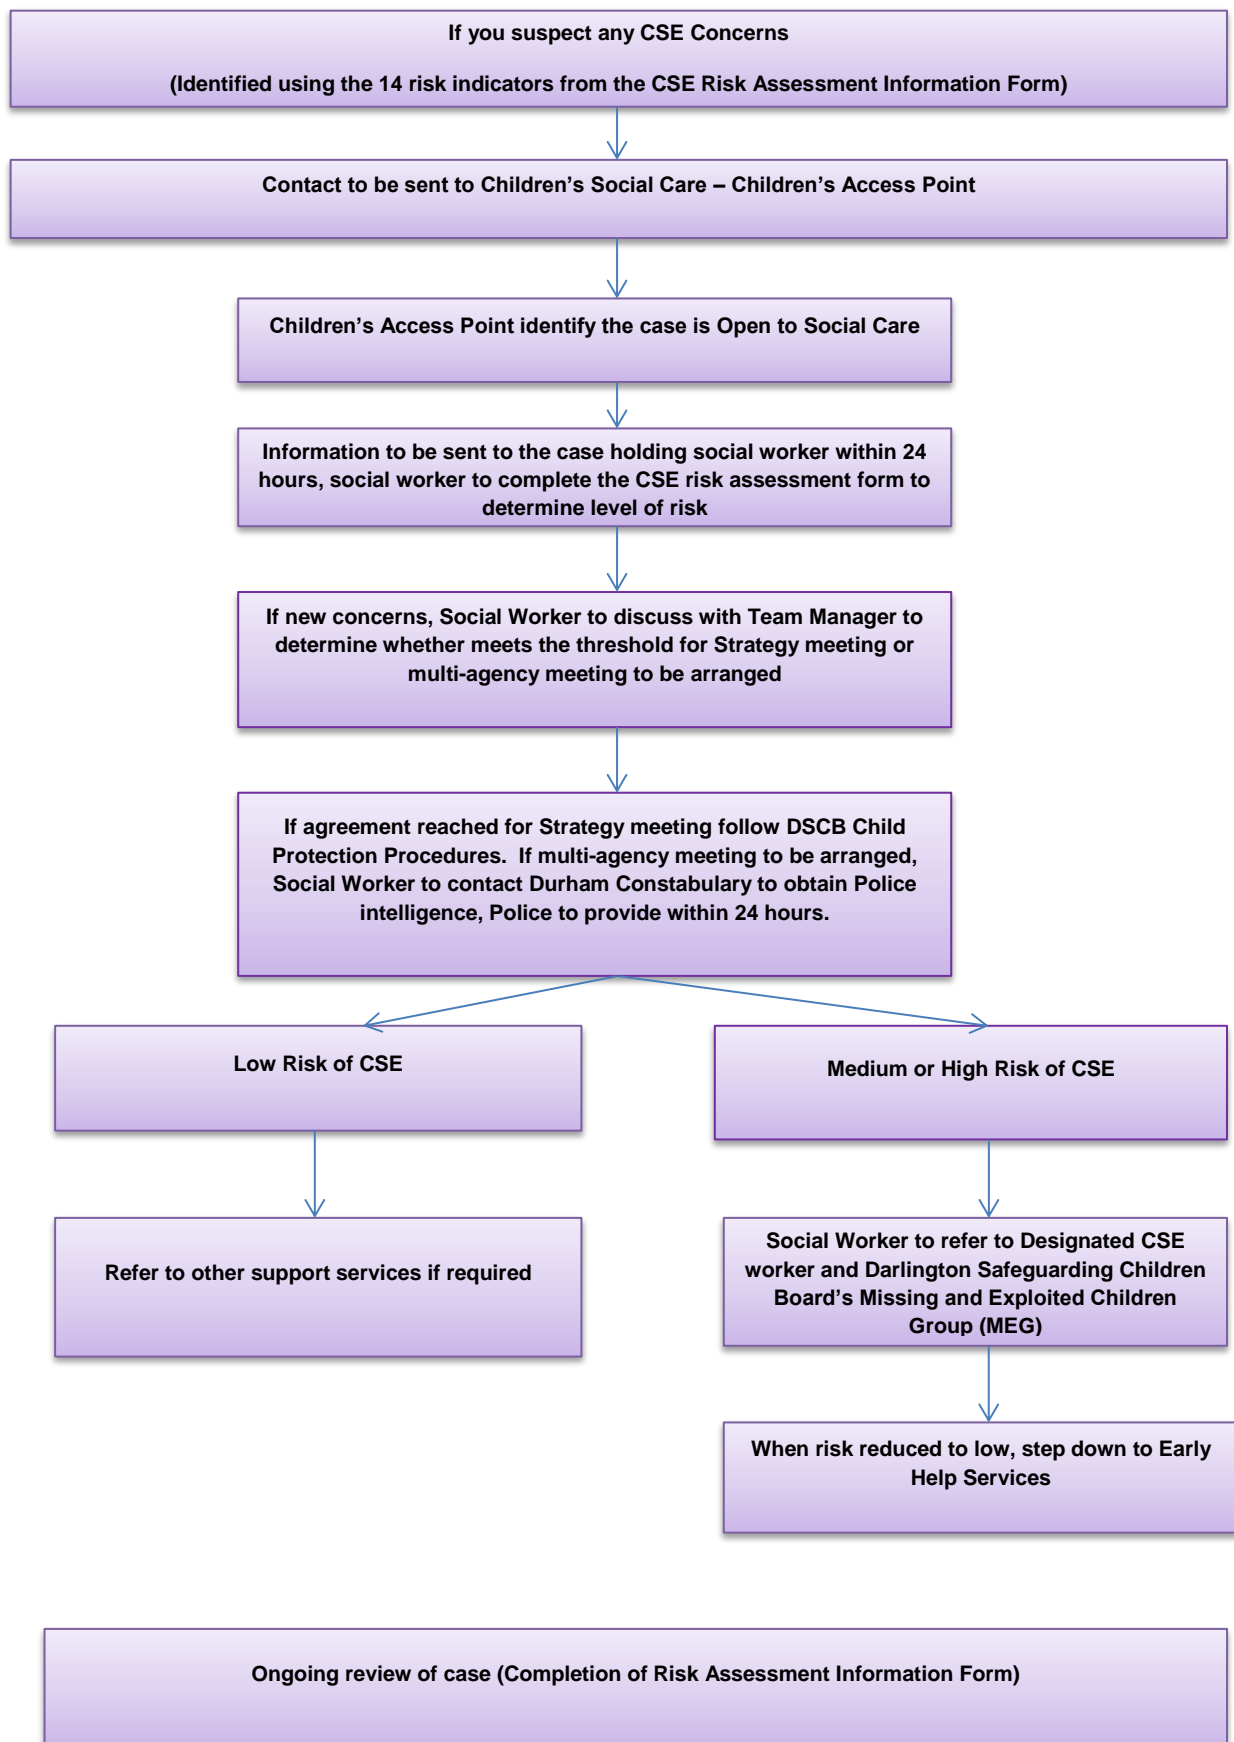 If you suspect any CSE Concerns
(Identified using the 14 risk indicators from the CSE Risk Assessment Information Form)
Contact to be sent to Children’s Social Care – Children’s Access Point
Children’s Access Point identify the case is Open to Social Care
Information to be sent to the case holding social worker within 24
hours, social worker to complete the CSE risk assessment form to
determine level of risk
If new concerns, Social Worker to discuss with Team Manager to
determine whether meets the threshold for Strategy meeting or
multi-agency meeting to be arranged
If agreement reached for Strategy meeting follow DSCB Child
Protection Procedures.  If multi-agency meeting to be arranged,
Social Worker to contact Durham Constabulary to obtain Police
intelligence, Police to provide within 24 hours.
Low Risk of CSE
Medium or High Risk of CSE
Refer to other support services if required
Social Worker to refer to Designated CSE
worker and Darlington Safeguarding Children
Board’s Missing and Exploited Children
Group (MEG)
When risk reduced to low, step down to Early
Help Services
Ongoing review of case (Completion of Risk Assessment Information Form)